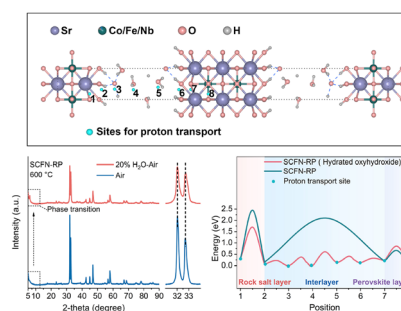 Sr Co/Fe/Nb O H
1 2 3 4 5 6 7 8
Sites for proton transport
SCFN-RP
600 °C
20% H₂O-Air
Air
Phase transition
Intensity (a.u.)
510 20 30 40 50 60 70 80 90 32 33
2-theta (degree)
SCFN-RP ( Hydrated oxyhydroxide)
SCFN-RP
Proton transport site
Energy (eV)
2.5
2.0
1.5
1.0
0.5
0.0
Rock salt layer Interlayer Perovskite lay
1 2 3 4 5 6 7
Position